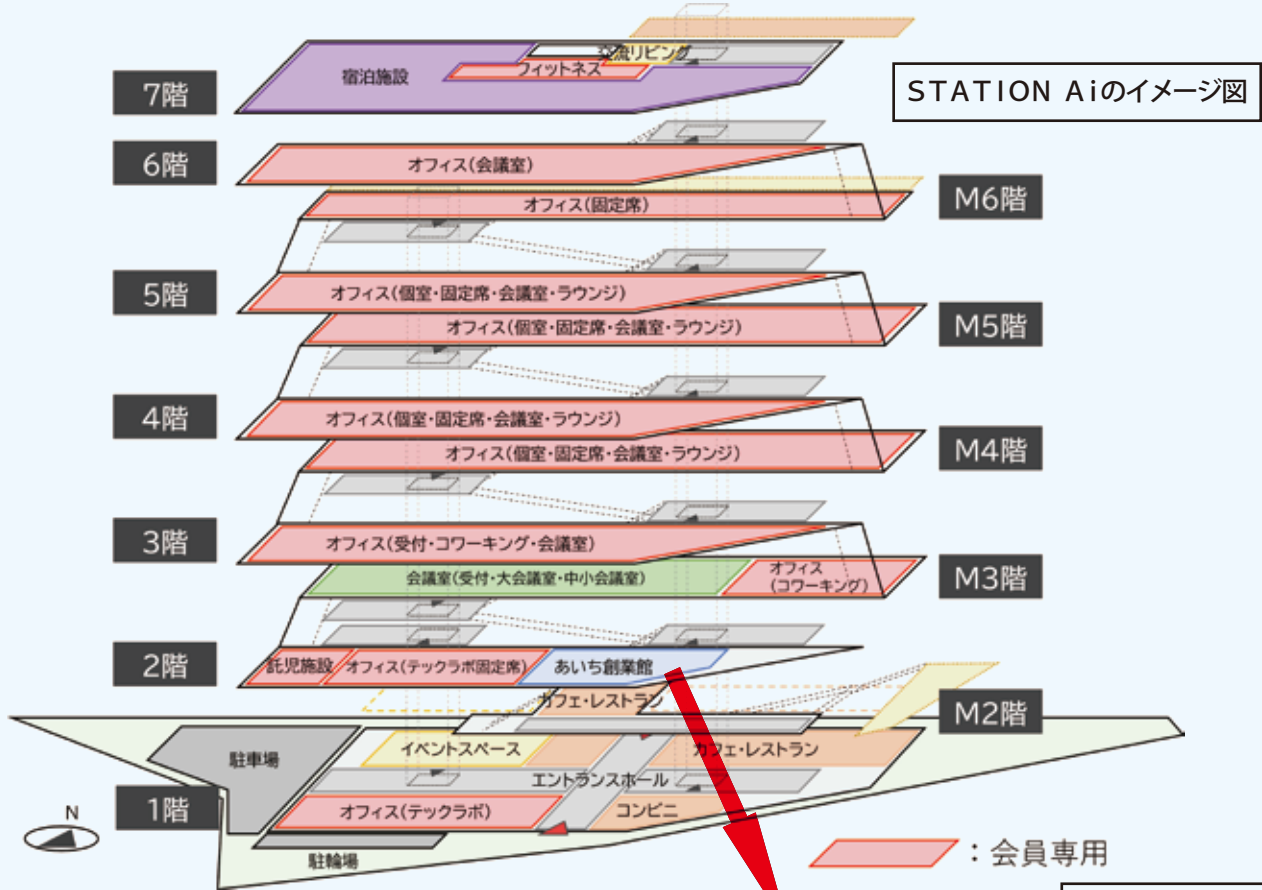 STATION Aiのイメージ図
7階
宿泊施設
交流リビング
フィットネス
6階
オフィス(会議室)
M6階
オフィス(固定席)
5階
オフィス(個室・固定席・会議室・ラウンジ)
M5階
オフィス(個室・固定席・会議室・ラウンジ)
4階
オフィス(個室・固定席・会議室・ラウンジ)
M4階
オフィス(個室・固定席・会議室・ラウンジ)
3階
オフィス(受付・コワーキング・会議室)
M3階
会議室(受付・大会議室・中小会議室)
オフィス
(コワーキング)
2階
託児施設
オフィス(テックラボ固定席)
あいち創業館
M2階
カフェ・レストラン
駐車場
イベントスペース
カフェ・レストラン
エントランスホール
1階
オフィス(テックラボ)
コンビニ
駐輪場
N
:会員専用